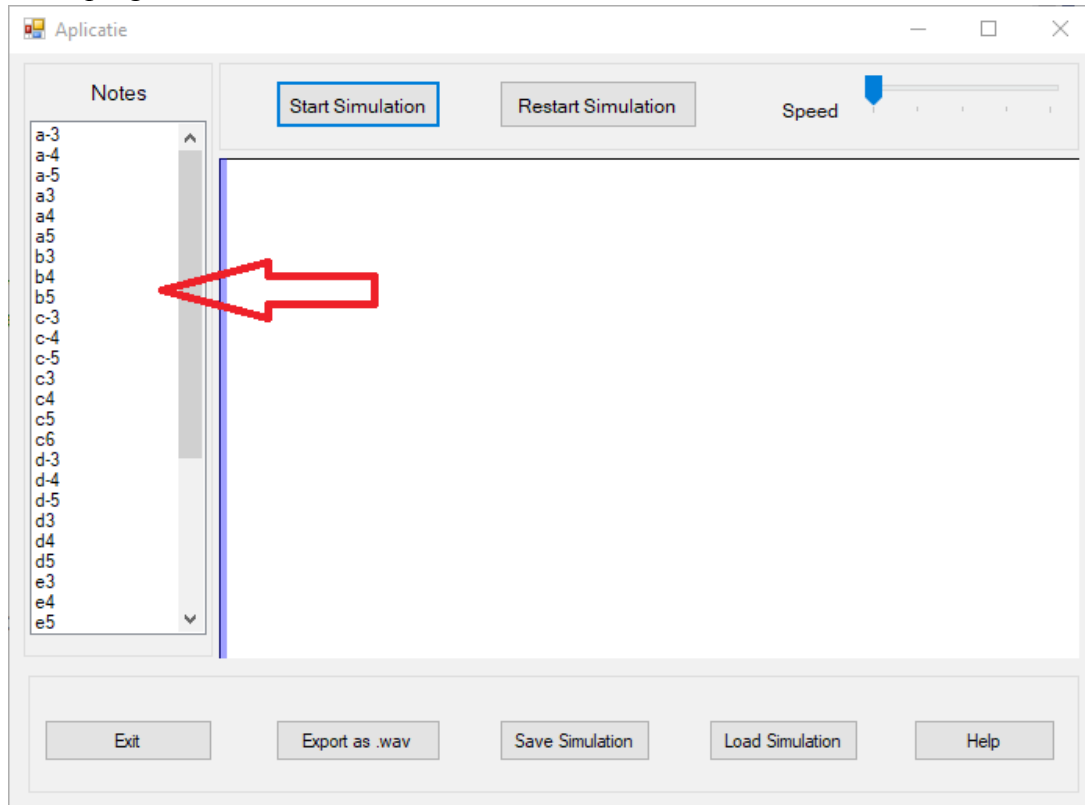 Aplicatie
Notes
Start Simulation
Restart Simulation
Speed
a-3
a-4
a-5
a3
a4
a5
b3
b4
b5
c-3
c-4
c-5
c3
c4
c5
c6
d-3
d-4
d-5
d3
d4
d5
e3
e4
e5
Exit
Export as .wav
Save Simulation
Load Simulation
Help